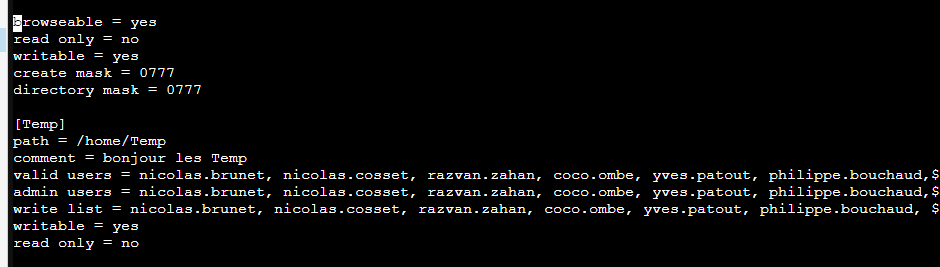 browseable = yes
read only = no
writable = yes
create mask = 0777
directory mask = 0777
[Temp]
path = /home/Temp
comment = bonjour les Temp
valid users = nicolas.brunet, nicolas.cosset, razvan.zahan, coco.ombe, yves.patout, philippe.bouchaud,$
admin users = nicolas.brunet, nicolas.cosset, razvan.zahan, coco.ombe, yves.patout, philippe.bouchaud,$
write list = nicolas.brunet, nicolas.cosset, razvan.zahan, coco.ombe, yves.patout, philippe.bouchaud, $
writable = yes
read only = no